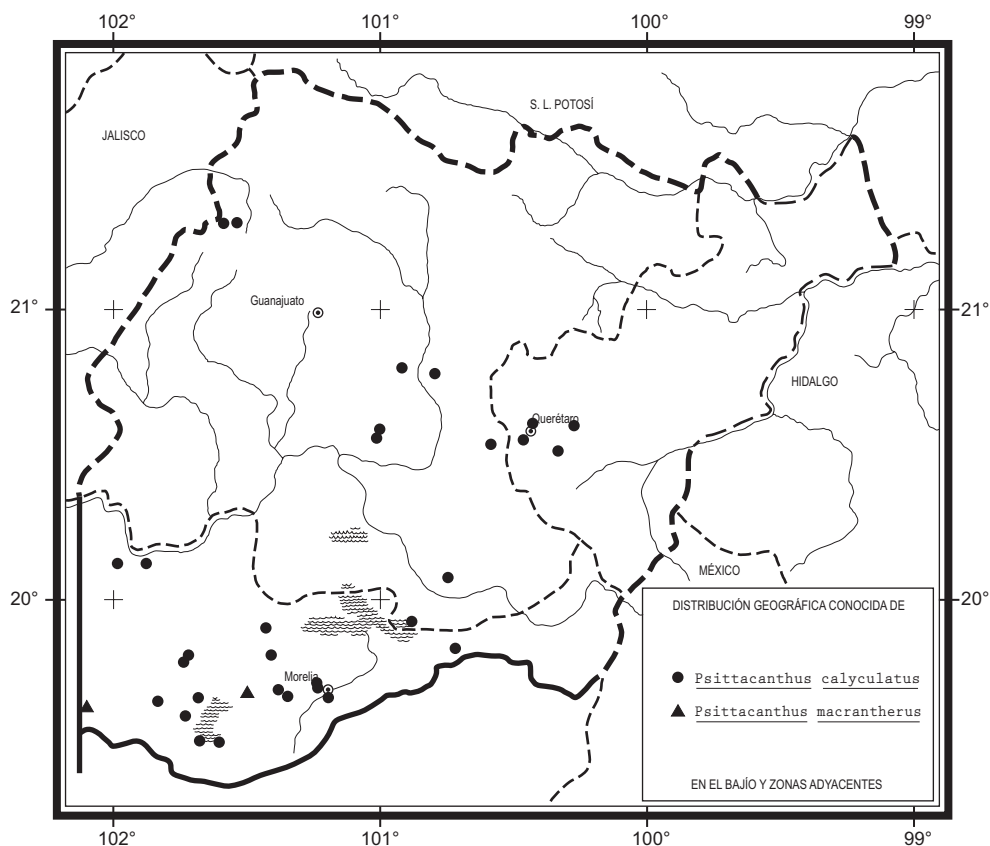 102°
101°
100°
99°
S. L. POTOSÍ
JALISCO
Guanajuato
21°
21°
HIDALGO
Querétaro
MÉXICO
20°
20°
DISTRIBUCIÓN GEOGRÁFICA CONOCIDA DE
Psittacanthus calyculatus
Morelia
Psittacanthus macrantherus
EN EL BAJÍO Y ZONAS ADYACENTES
102°
101°
100°
99°